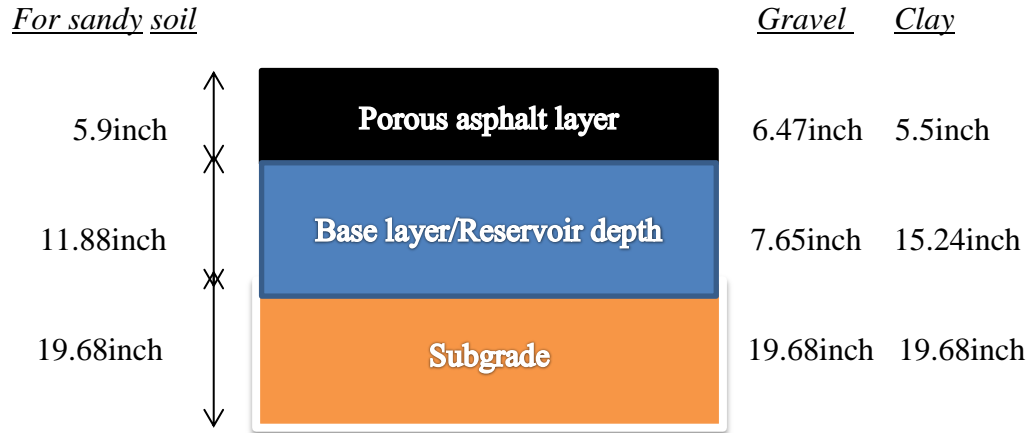 For sandy soil Gravel Clay
5.9inch Porous asphalt layer 6.47inch 5.5inch
11.88inch Base layer/Reservoir depth 7.65inch 15.24inch
19.68inch Subgrade 19.68inch 19.68inch